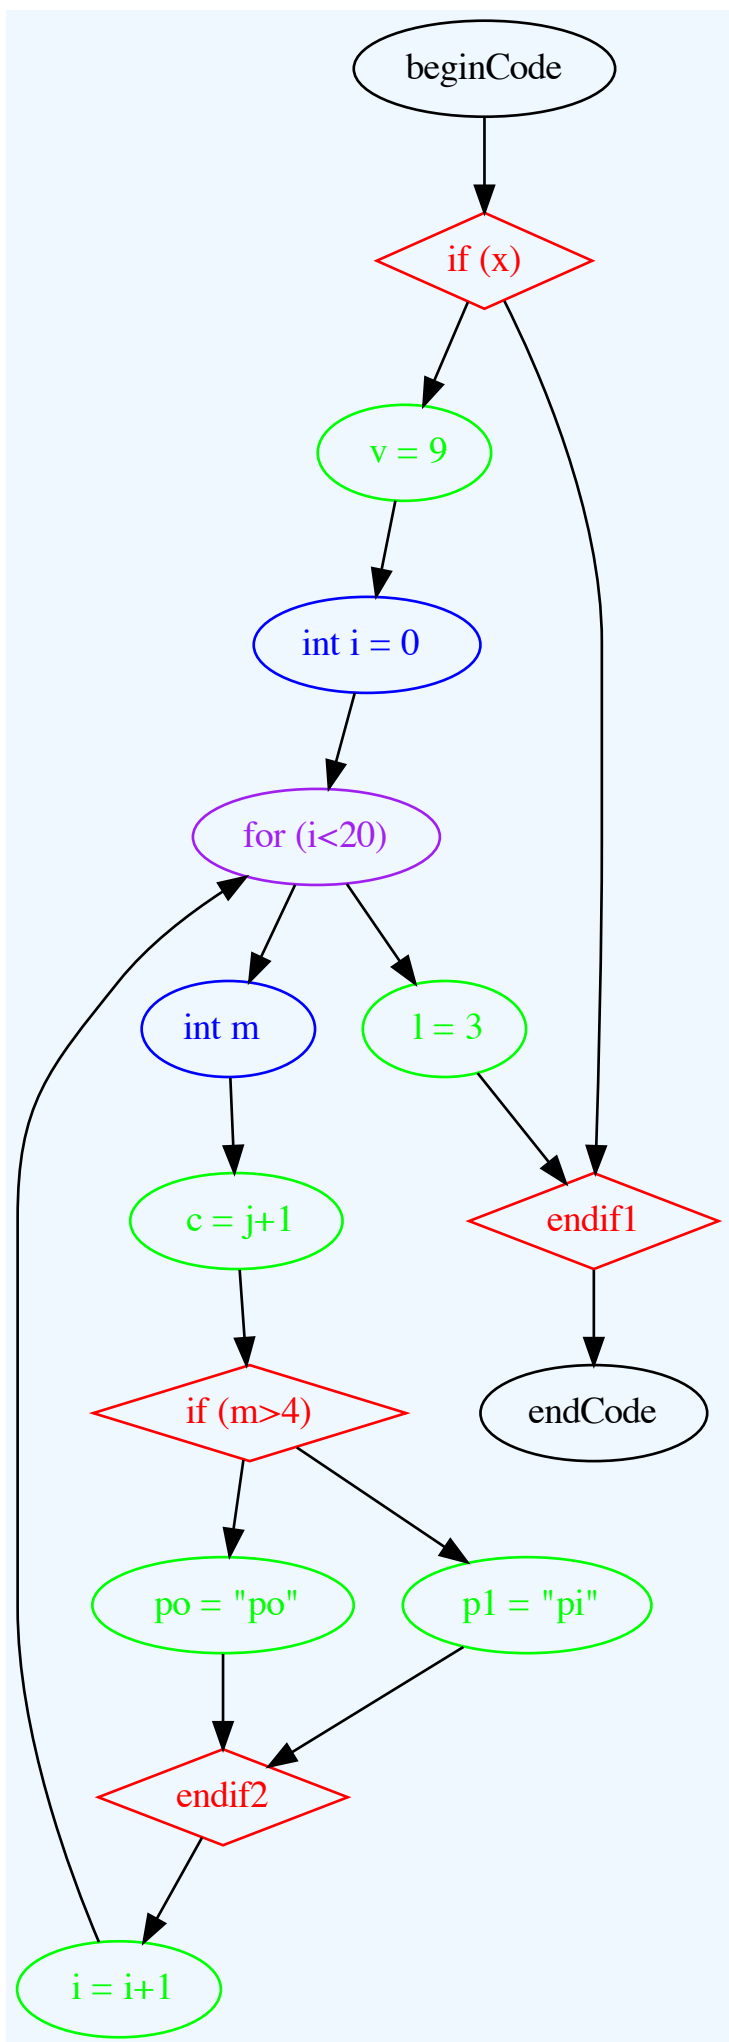 beginCode
if (x)
v = 9
int i = 0
for (i<20)
int m
l = 3
c = j+1
endif1
if (m>4)
endCode
po = "po"
p1 = "pi"
endif2
i = i+1